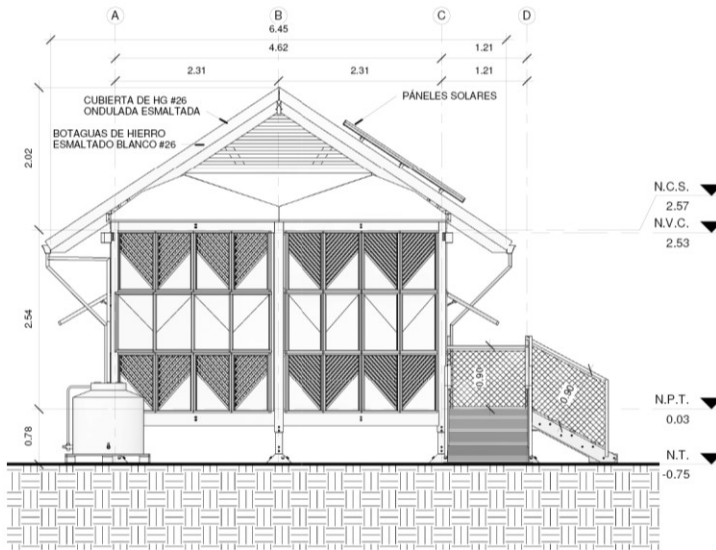 A B C D
6.45
4.62 1.21
2.31 2.31 1.21
CUBIERTA DE HG #26
ONDULADA ESMALTADA
PÁNELES SOLARES
BOTAGUAS DE HIERRO
ESMALTADO BLANCO #26
2.02
N.C.S.
2.57
N.V.C.
2.53
2.54
0.90
0.90
N.P.T.
0.03
0.78
N.T.
-0.75